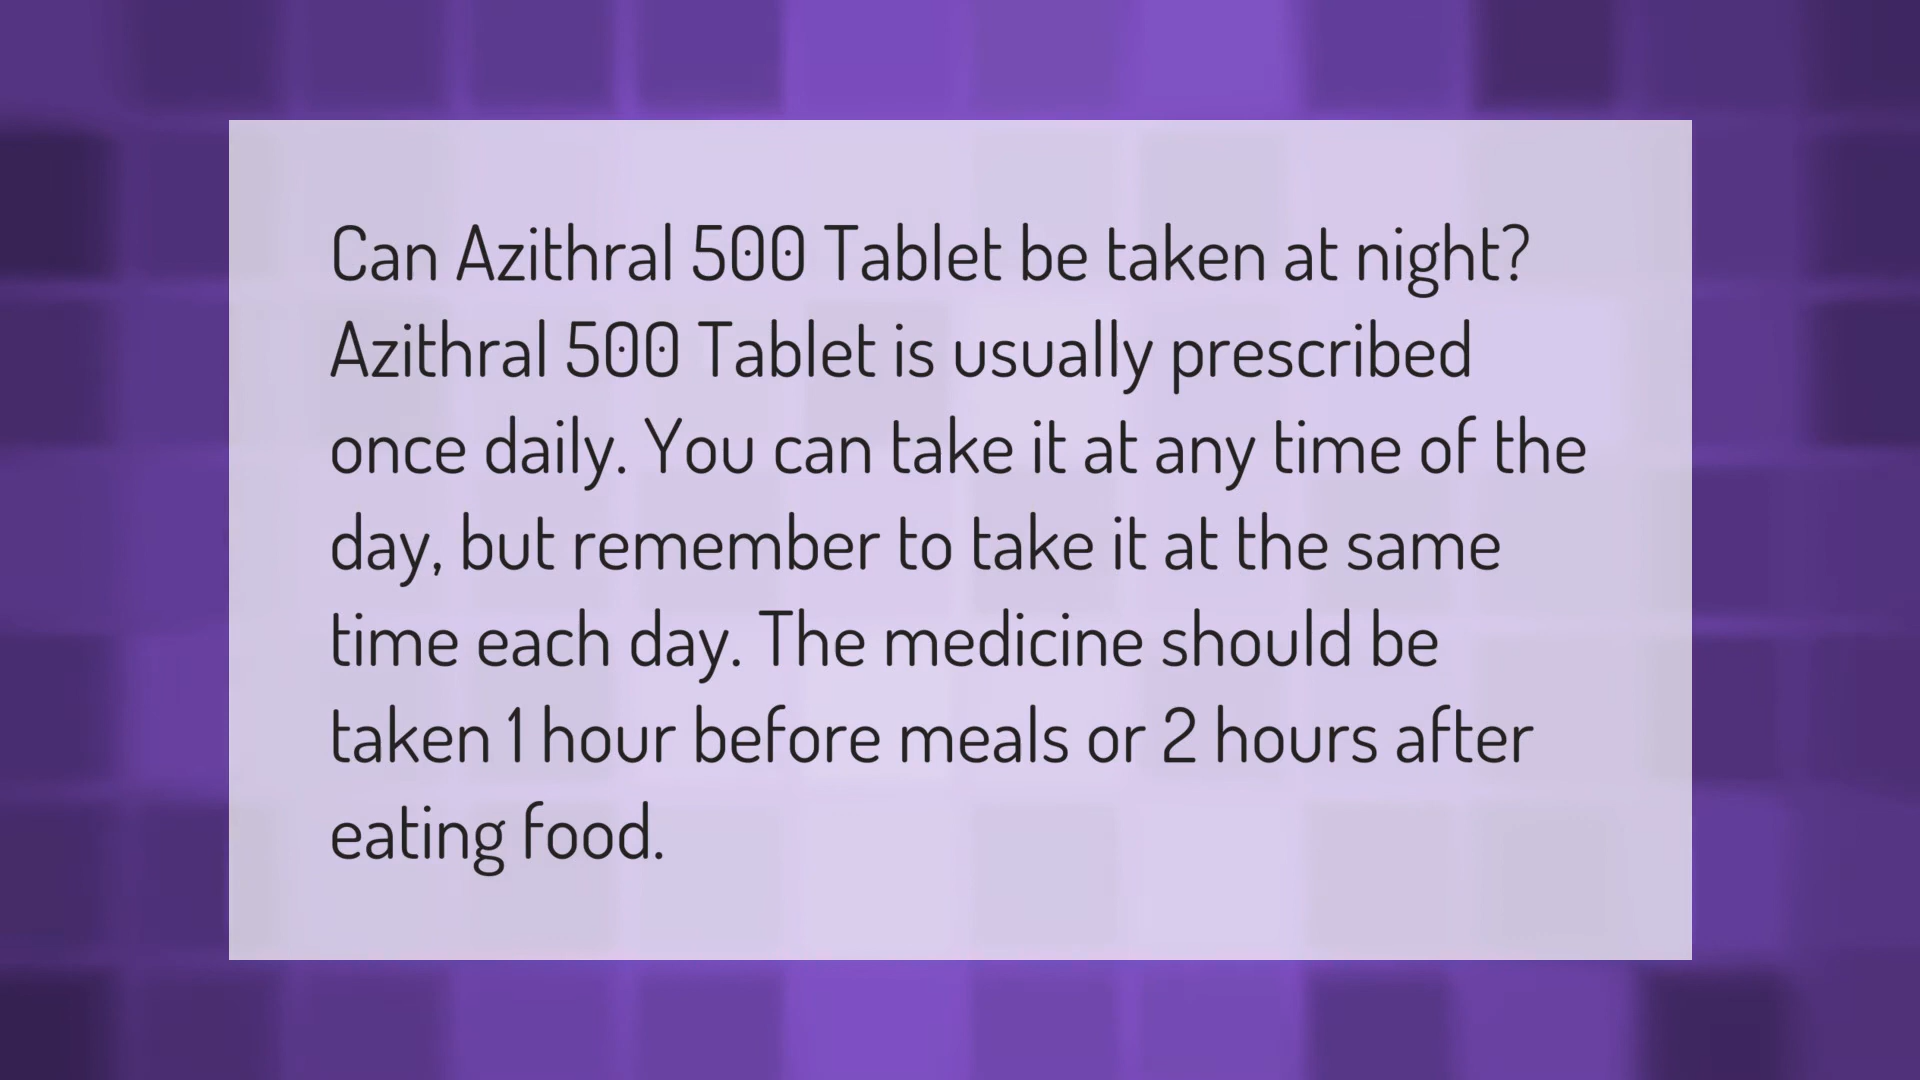 Can Azithral 500 Tablet be taken at night?
Azithral 500 Tablet is usually prescribed
once daily. You can take it at any time of the
day, but remember to take it at the same
time each day. The medicine should be
taken 1 hour before meals or 2 hours after
eating food.